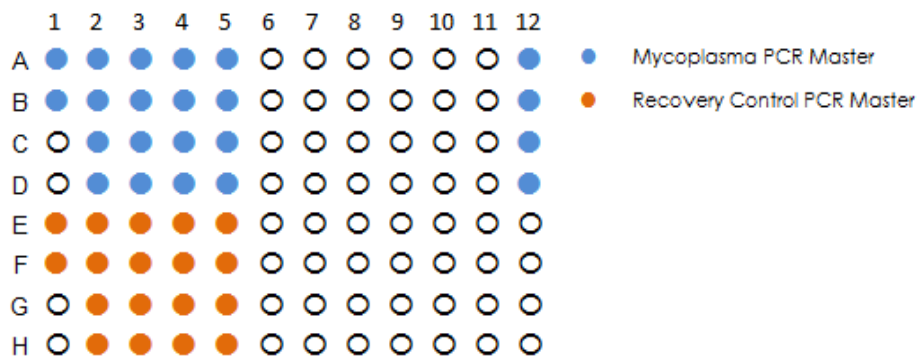 1 2 3 4 5 6 7 8 9 10 11 12
A Mycoplasma PCR Master
B Recovery Control PCR Master
C
D
E
F
G
H